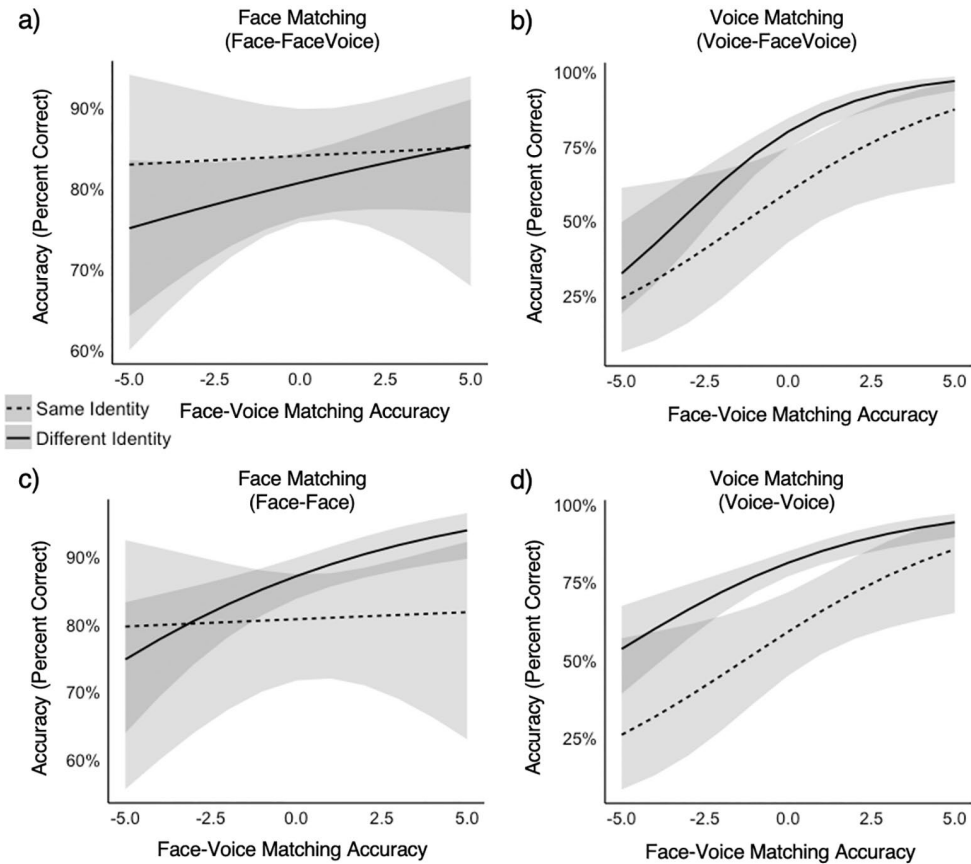 a)
Face Matching
(Face-FaceVoice)
Accuracy (Percent Correct)
90%
80%
70%
60%
-5.0 -2.5 0.0 2.5 5.0
Face-Voice Matching Accuracy
b)
Voice Matching
(Voice-FaceVoice)
Accuracy (Percent Correct)
100%
75%
50%
25%
-5.0 -2.5 0.0 2.5 5.0
Face-Voice Matching Accuracy
Same Identity
Different Identity
c)
Face Matching
(Face-Face)
Accuracy (Percent Correct)
90%
80%
70%
60%
-5.0 -2.5 0.0 2.5 5.0
Face-Voice Matching Accuracy
d)
Voice Matching
(Voice-Voice)
Accuracy (Percent Correct)
100%
75%
50%
25%
-5.0 -2.5 0.0 2.5 5.0
Face-Voice Matching Accuracy